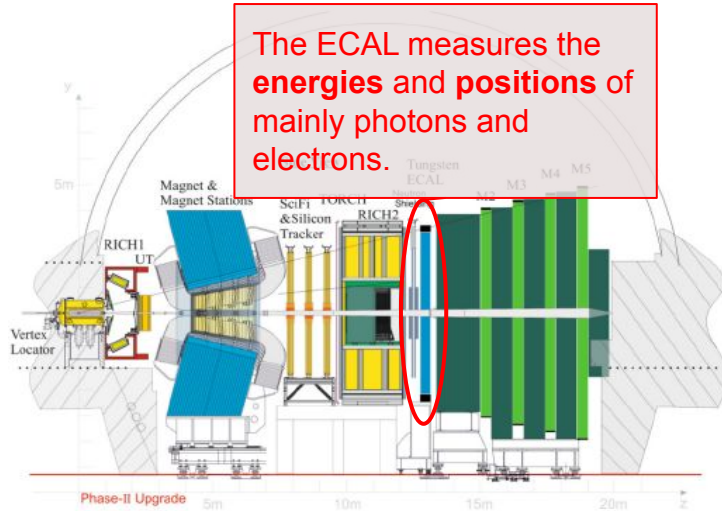 The ECAL measures the
energies and positions of
mainly photons and
electrons.
y
5m
Magnet &
Magnet Stations
SciFi
&Silicon
Tracker
TORCH
RICH2
Tungsten
ECAL
Neutron
Shielding
M2
M3
M4
M5
RICH1
UT
Vertex
Locator
Phase-II Upgrade
5m
10m
15m
20m
z